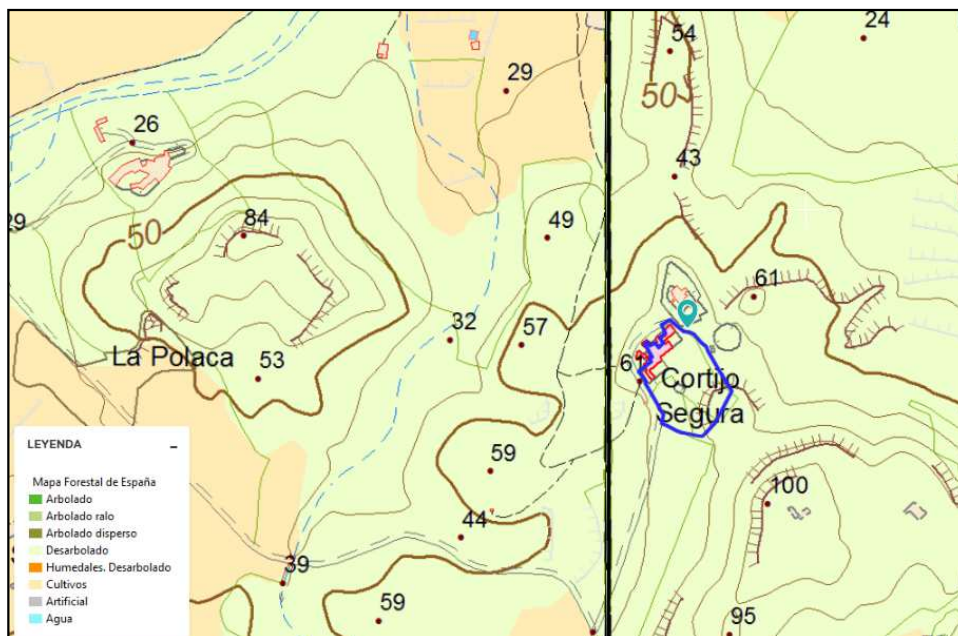 54
24
50
29
26
43
29
84
50
49
61
32
57
La Polaca
53
61
Cortijo
Segura
LEYENDA
Mapa Forestal de España
Arbolado
Arbolado ralo
Arbolado disperso
Desarbolado
Humedales. Desarbolado
Cultivos
Artificial
Agua
59
100
44
39
59
95